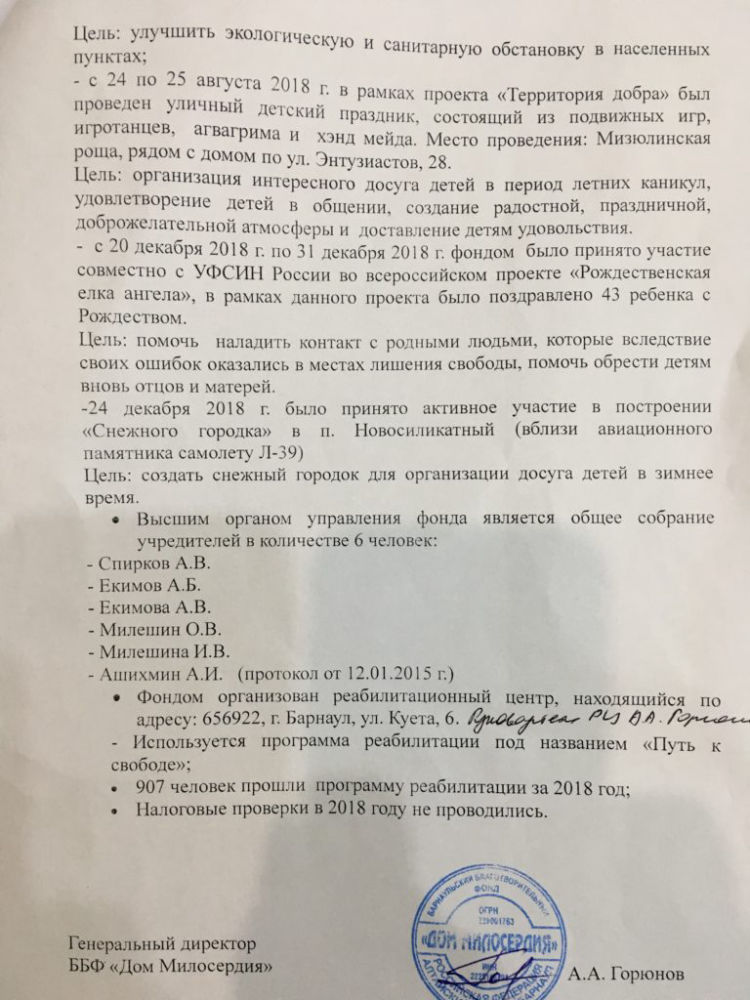 Цель: улучшить экологическую и санитарную обстановку в населенных
пунктах;
- с 24 по 25 августа 2018 г. в рамках проекта «Территория добра» был
проведен уличный детский праздник, состоящий из подвижных игр,
игротанцев, агвагрима и хэнд мейда. Место проведения: Мизюлинская
роща, рядом с домом по ул. Энтузиастов, 28.
Цель: организация интересного досуга детей в период летних каникул,
удовлетворение детей в общении, создание радостной, праздничной,
доброжелательной атмосферы и доставление детям удовольствия.
- с 20 декабря 2018 г. по 31 декабря 2018 г. фондом было принято участие
совместно с УФСИН России во всероссийском проекте «Рождественская
елка ангела», в рамках данного проекта было поздравлено 43 ребенка с
Рождеством.
Цель: помочь наладить контакт с родными людьми, которые вследствие
своих ошибок оказались в местах лишения свободы, помочь обрести детям
вновь отцов и матерей.
-24 декабря 2018 г. было принято активное участие в построении
«Снежного городка» в п. Новосиликатный (вблизи авиационного
памятника самолету Л-39)
Цель: создать снежный городок для организации досуга детей в зимнее
время.
• Высшим органом управления фонда является общее собрание
учредителей в количестве 6 человек:
- Спирков А.В.
- Екимов А.Б.
- Екимова А.В.
- Милешин О.В.
- Милешина И.В.
- Ашихмин А.И. (протокол от 12.01.2015 г.)
• Фондом организован реабилитационный центр, находящийся по
адресу: 656922, г. Барнаул, ул. Куета, 6. РЦ А.А.
- Используется программа реабилитации под названием «Путь к
свободе»;
• 907 человек прошли программу реабилитации за 2018 год;
• Налоговые проверки в 2018 году не проводились.
БАРНАУЛЬСКИЙ БЛАГОТВОРИТЕЛЬНЫЙ
ФОНД
ОГРН
«ДОМ МИЛОСЕРДИЯ»
ИНН
РОССИЙСКАЯ ФЕДЕРАЦИЯ
Генеральный директор
ББФ «Дом Милосердия» А.А. Горюнов